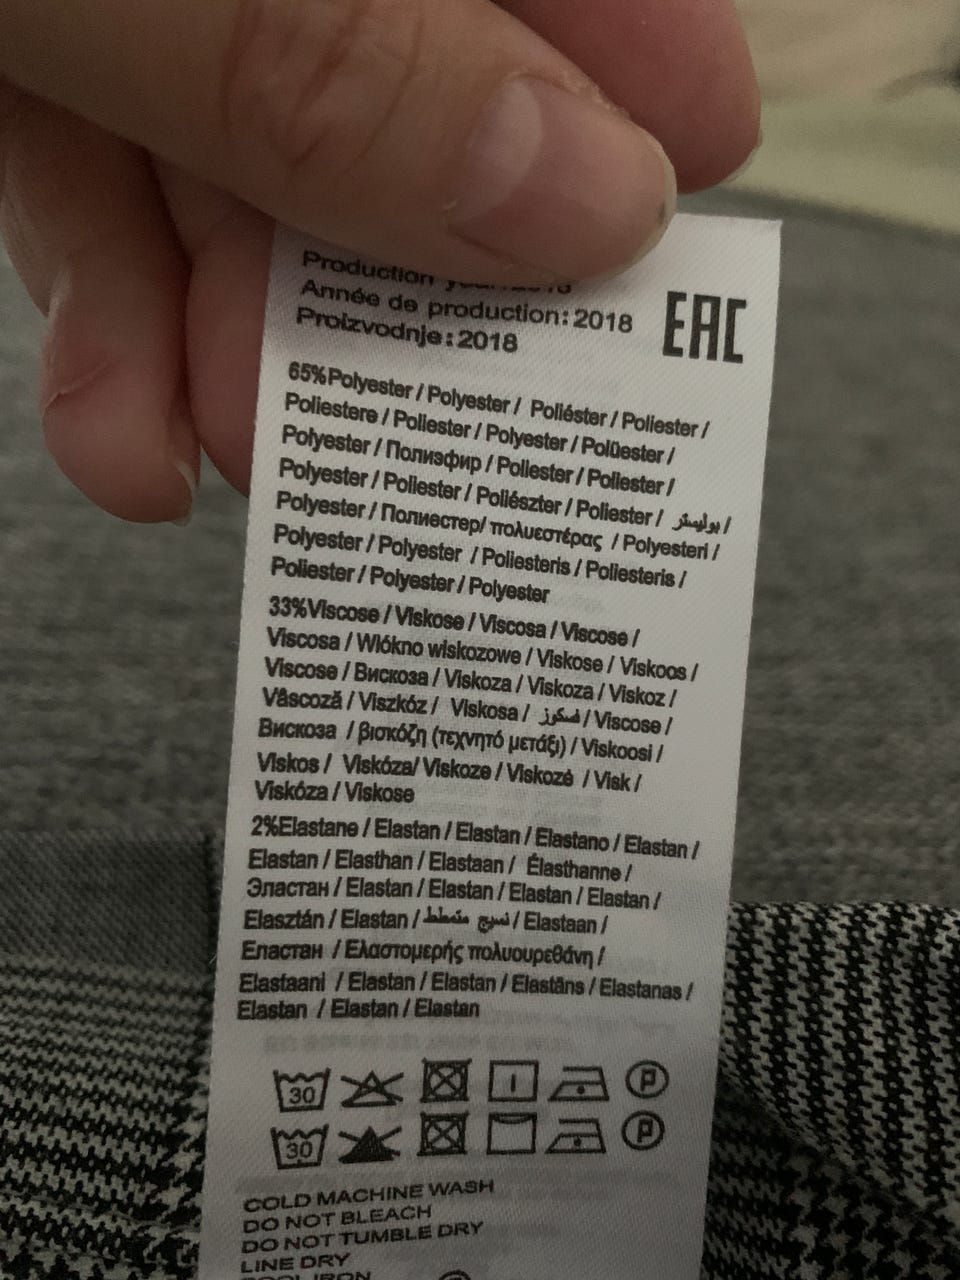 Production year: 2018
Année de production: 2018
Proizvodnje: 2018
EAC
65%Polyester / Polyester / Poliéster / Poliester /
Poliestere / Poliester / Polyester / Polüester /
Polyester / Полиэфир / Poliester / Poliester /
Polyester / Poliester / Poliészter / Poliester / بوليستر /
Polyester / Полиестер/ πολυεστέρας / Polyesteri /
Polyester / Polyester / Poliesteris / Poliesteris /
Poliester / Polyester / Polyester
33%Viscose / Viskose / Viscosa / Viscose /
Viscosa / Wlókno wiskozowe / Viskose / Viskoos /
Viscose / Вискоза / Viskoza / Viskoza / Viskoz /
Vâscoză / Viszkóz / Viskosa / فسكوز / Viscose /
Вискоза / βισκόζη (τεχνητό μετάξι) / Viskoosi /
Viskos / Viskóza/ Viskoze / Viskozė / Visk /
Viskóza / Viskose
2%Elastane / Elastan / Elastan / Elastano / Elastan /
Elastan / Elasthan / Elastaan / Élasthanne /
Эластан / Elastan / Elastan / Elastan / Elastan /
Elasztán / Elastan / نسيج متمطط / Elastaan /
Еластан / Ελαστομερής πολυουρεθάνη /
Elastaani / Elastan / Elastan / Elastāns / Elastanas /
Elastan / Elastan / Elastan
30 P
30 P
COLD MACHINE WASH
DO NOT BLEACH
DO NOT TUMBLE DRY
LINE DRY
COOL IRON